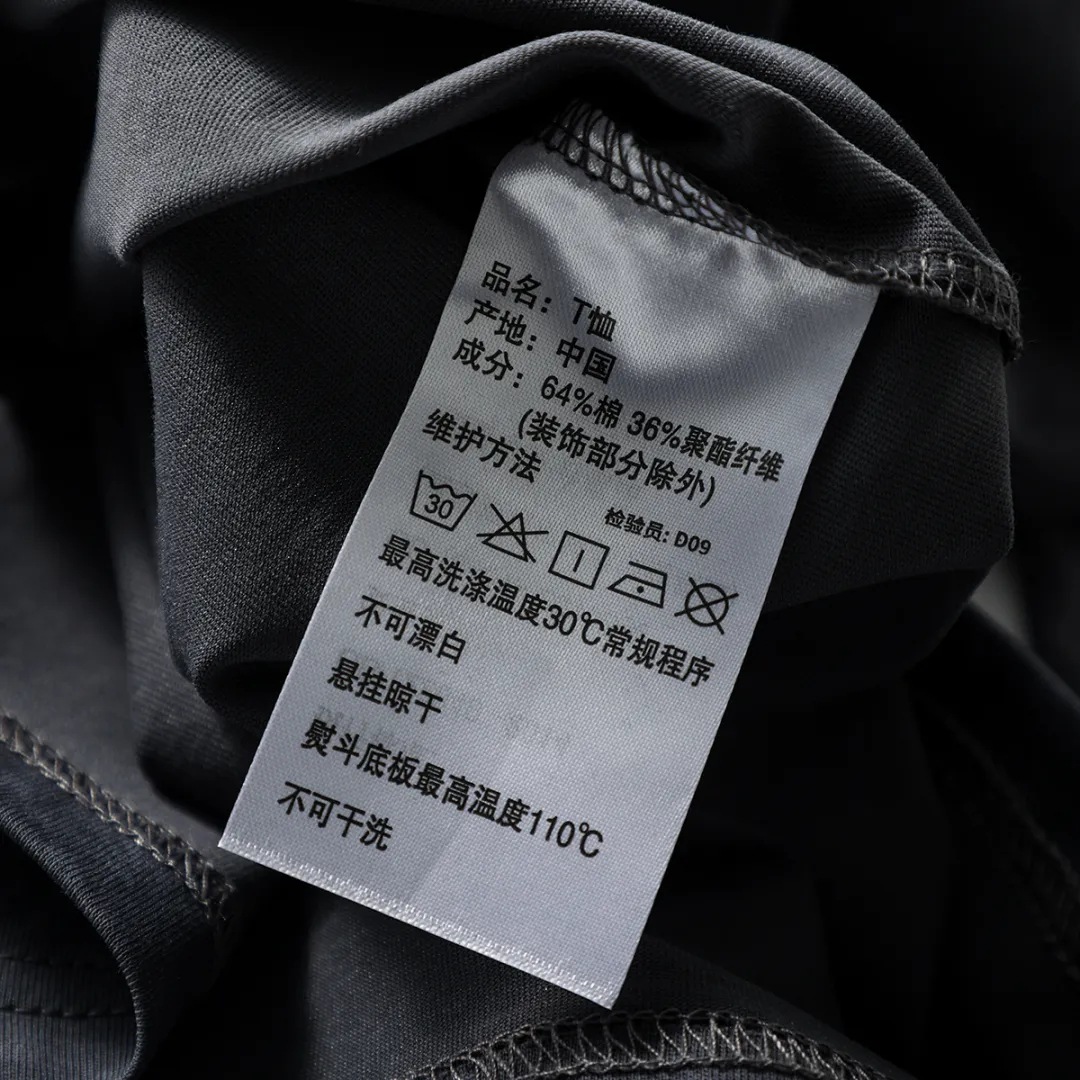 品名：T恤
产地：中国
成分：64%棉 36%聚酯纤维
(装饰部分除外)
维护方法
检验员：D09
30
最高洗涤温度30℃常规程序
不可漂白
悬挂晾干
熨斗底板最高温度110℃
不可干洗